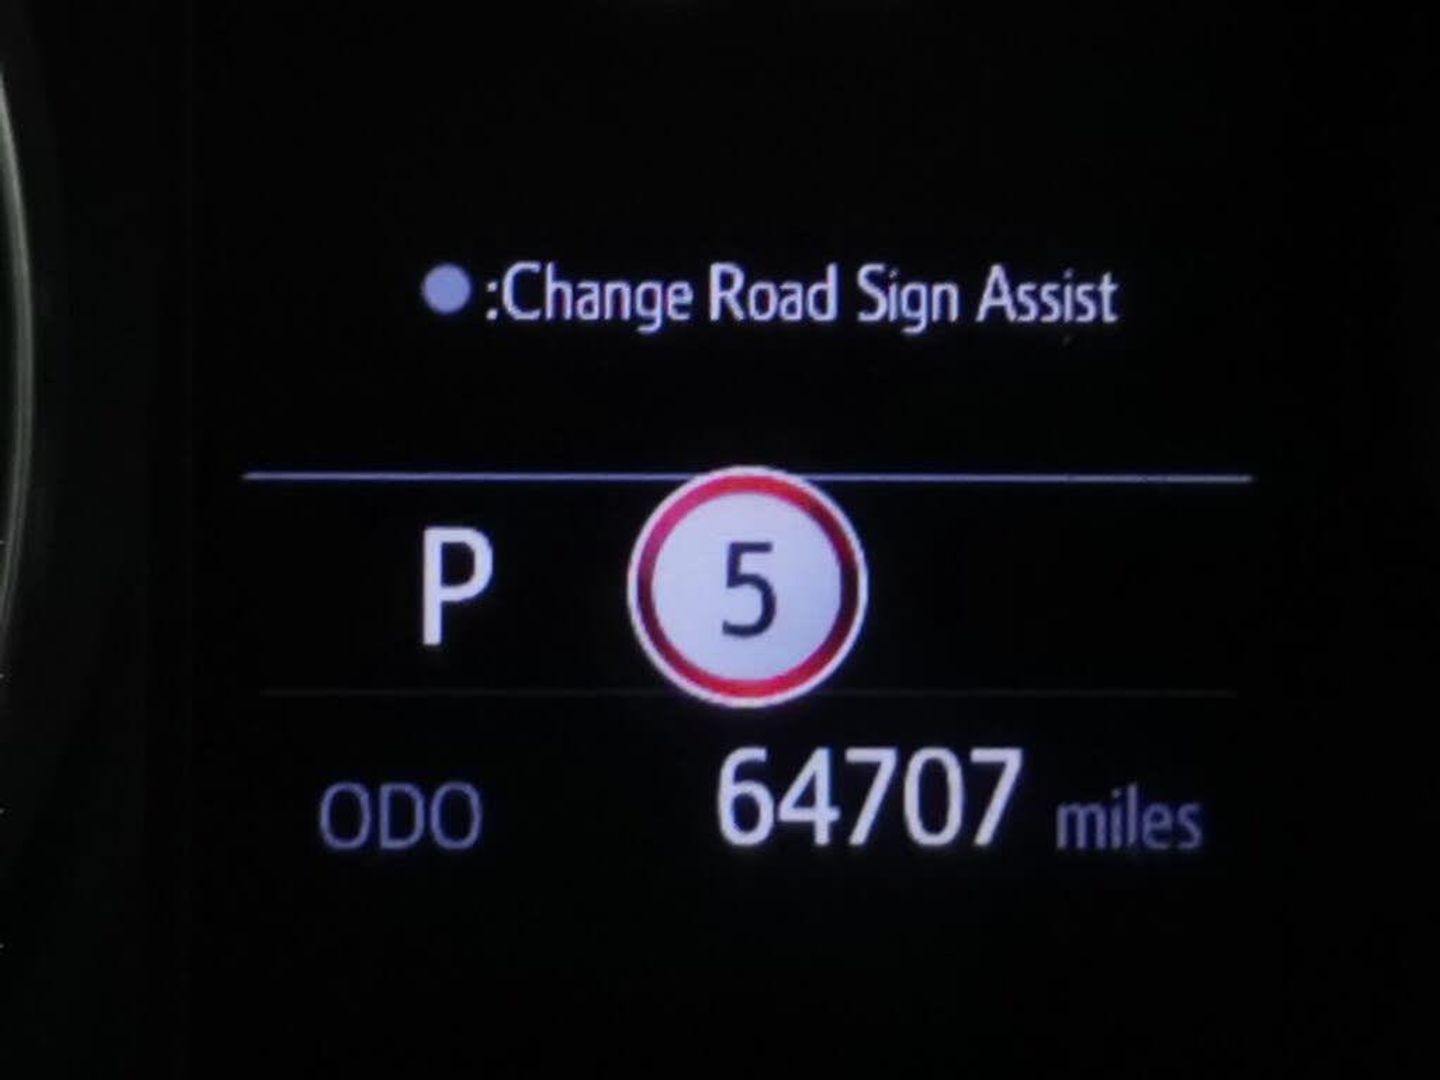 :Change Road Sign Assist
P 5
ODO 64707 miles